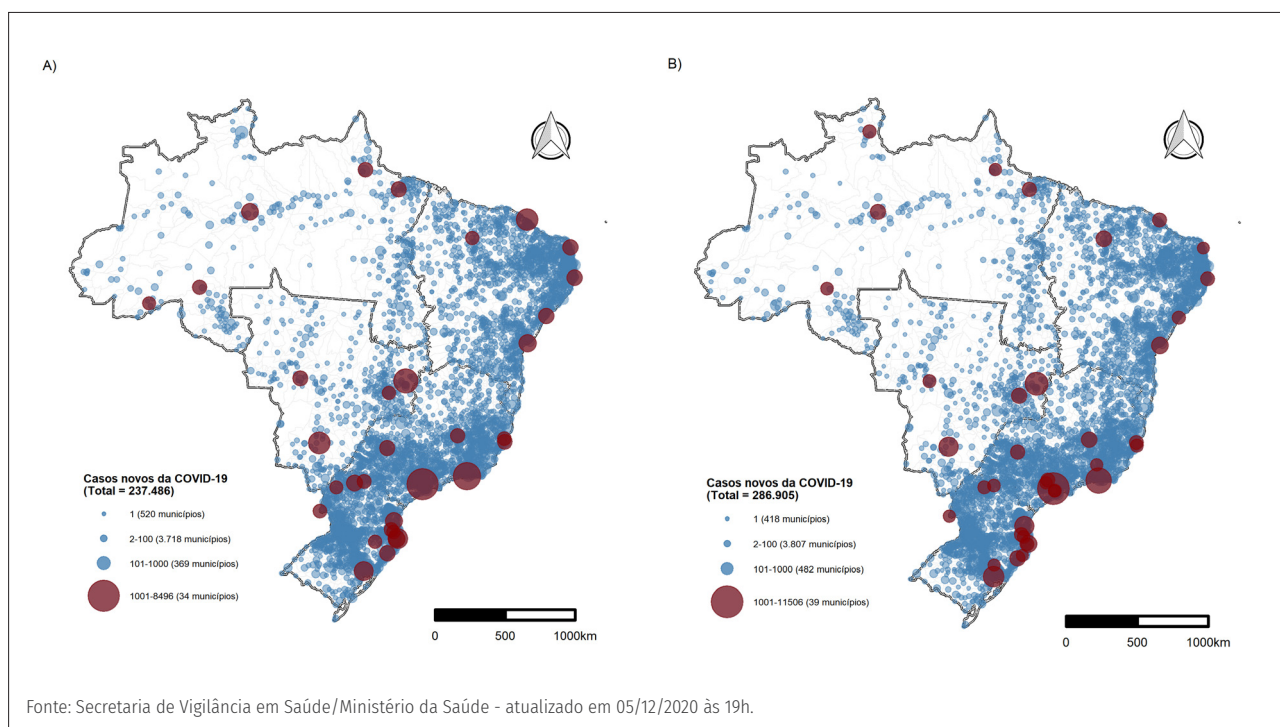 A)
Casos novos da COVID-19
(Total = 237.486)
1 (520 municípios)
2-100 (3.718 municípios)
101-1000 (369 municípios)
1001-8496 (34 municípios)
0 500 1000km
B)
Casos novos da COVID-19
(Total = 286.905)
1 (418 municípios)
2-100 (3.807 municípios)
101-1000 (482 municípios)
1001-11506 (39 municípios)
0 500 1000km
Fonte: Secretaria de Vigilância em Saúde/Ministério da Saúde - atualizado em 05/12/2020 às 19h.